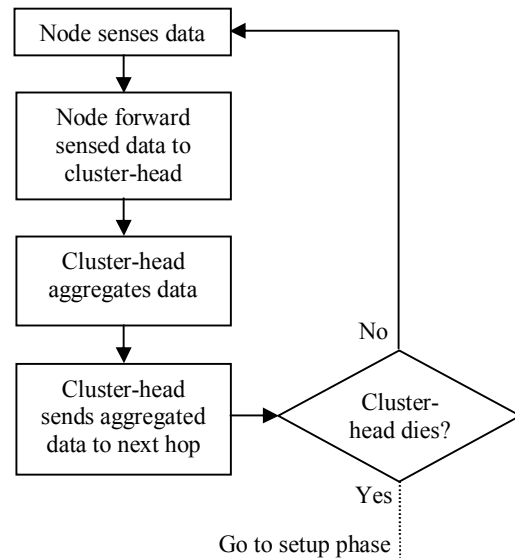 Node senses data
Node forward
sensed data to
cluster-head
Cluster-head
aggregates data
Cluster-head
sends aggregated
data to next hop
No
Cluster-
head dies?
Yes
Go to setup phase